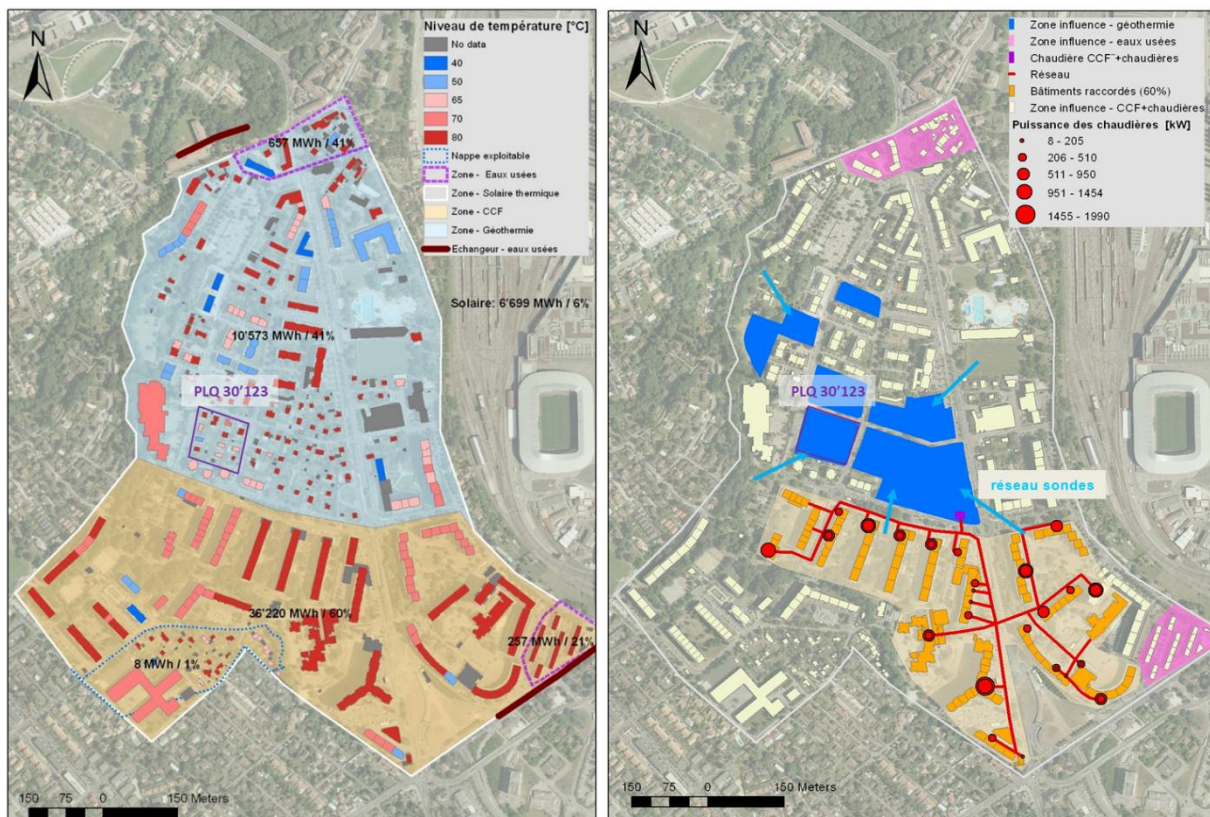 N
Niveau de température [°C]
No data
40
50
65
70
80
Nappe exploitable
Zone - Eaux usées
Zone - Solaire thermique
Zone - CCF
Zone - Géothermie
Echangeur - eaux usées
657 MWh / 41%
Solaire: 6'699 MWh / 6%
10'573 MWh / 41%
PLQ 30'123
36'220 MWh / 60%
257 MWh / 21%
8 MWh / 1%
150 75 0 150 Meters
N
Zone influence - géothermie
Zone influence - eaux usées
Chaudière CCF +chaudières
Réseau
Bâtiments raccordés (60%)
Zone influence - CCF+chaudières
Puissance des chaudières [kW]
8 - 205
206 - 510
511 - 950
951 - 1454
1455 - 1990
PLQ 30'123
réseau sondes
150 75 0 150 Meters